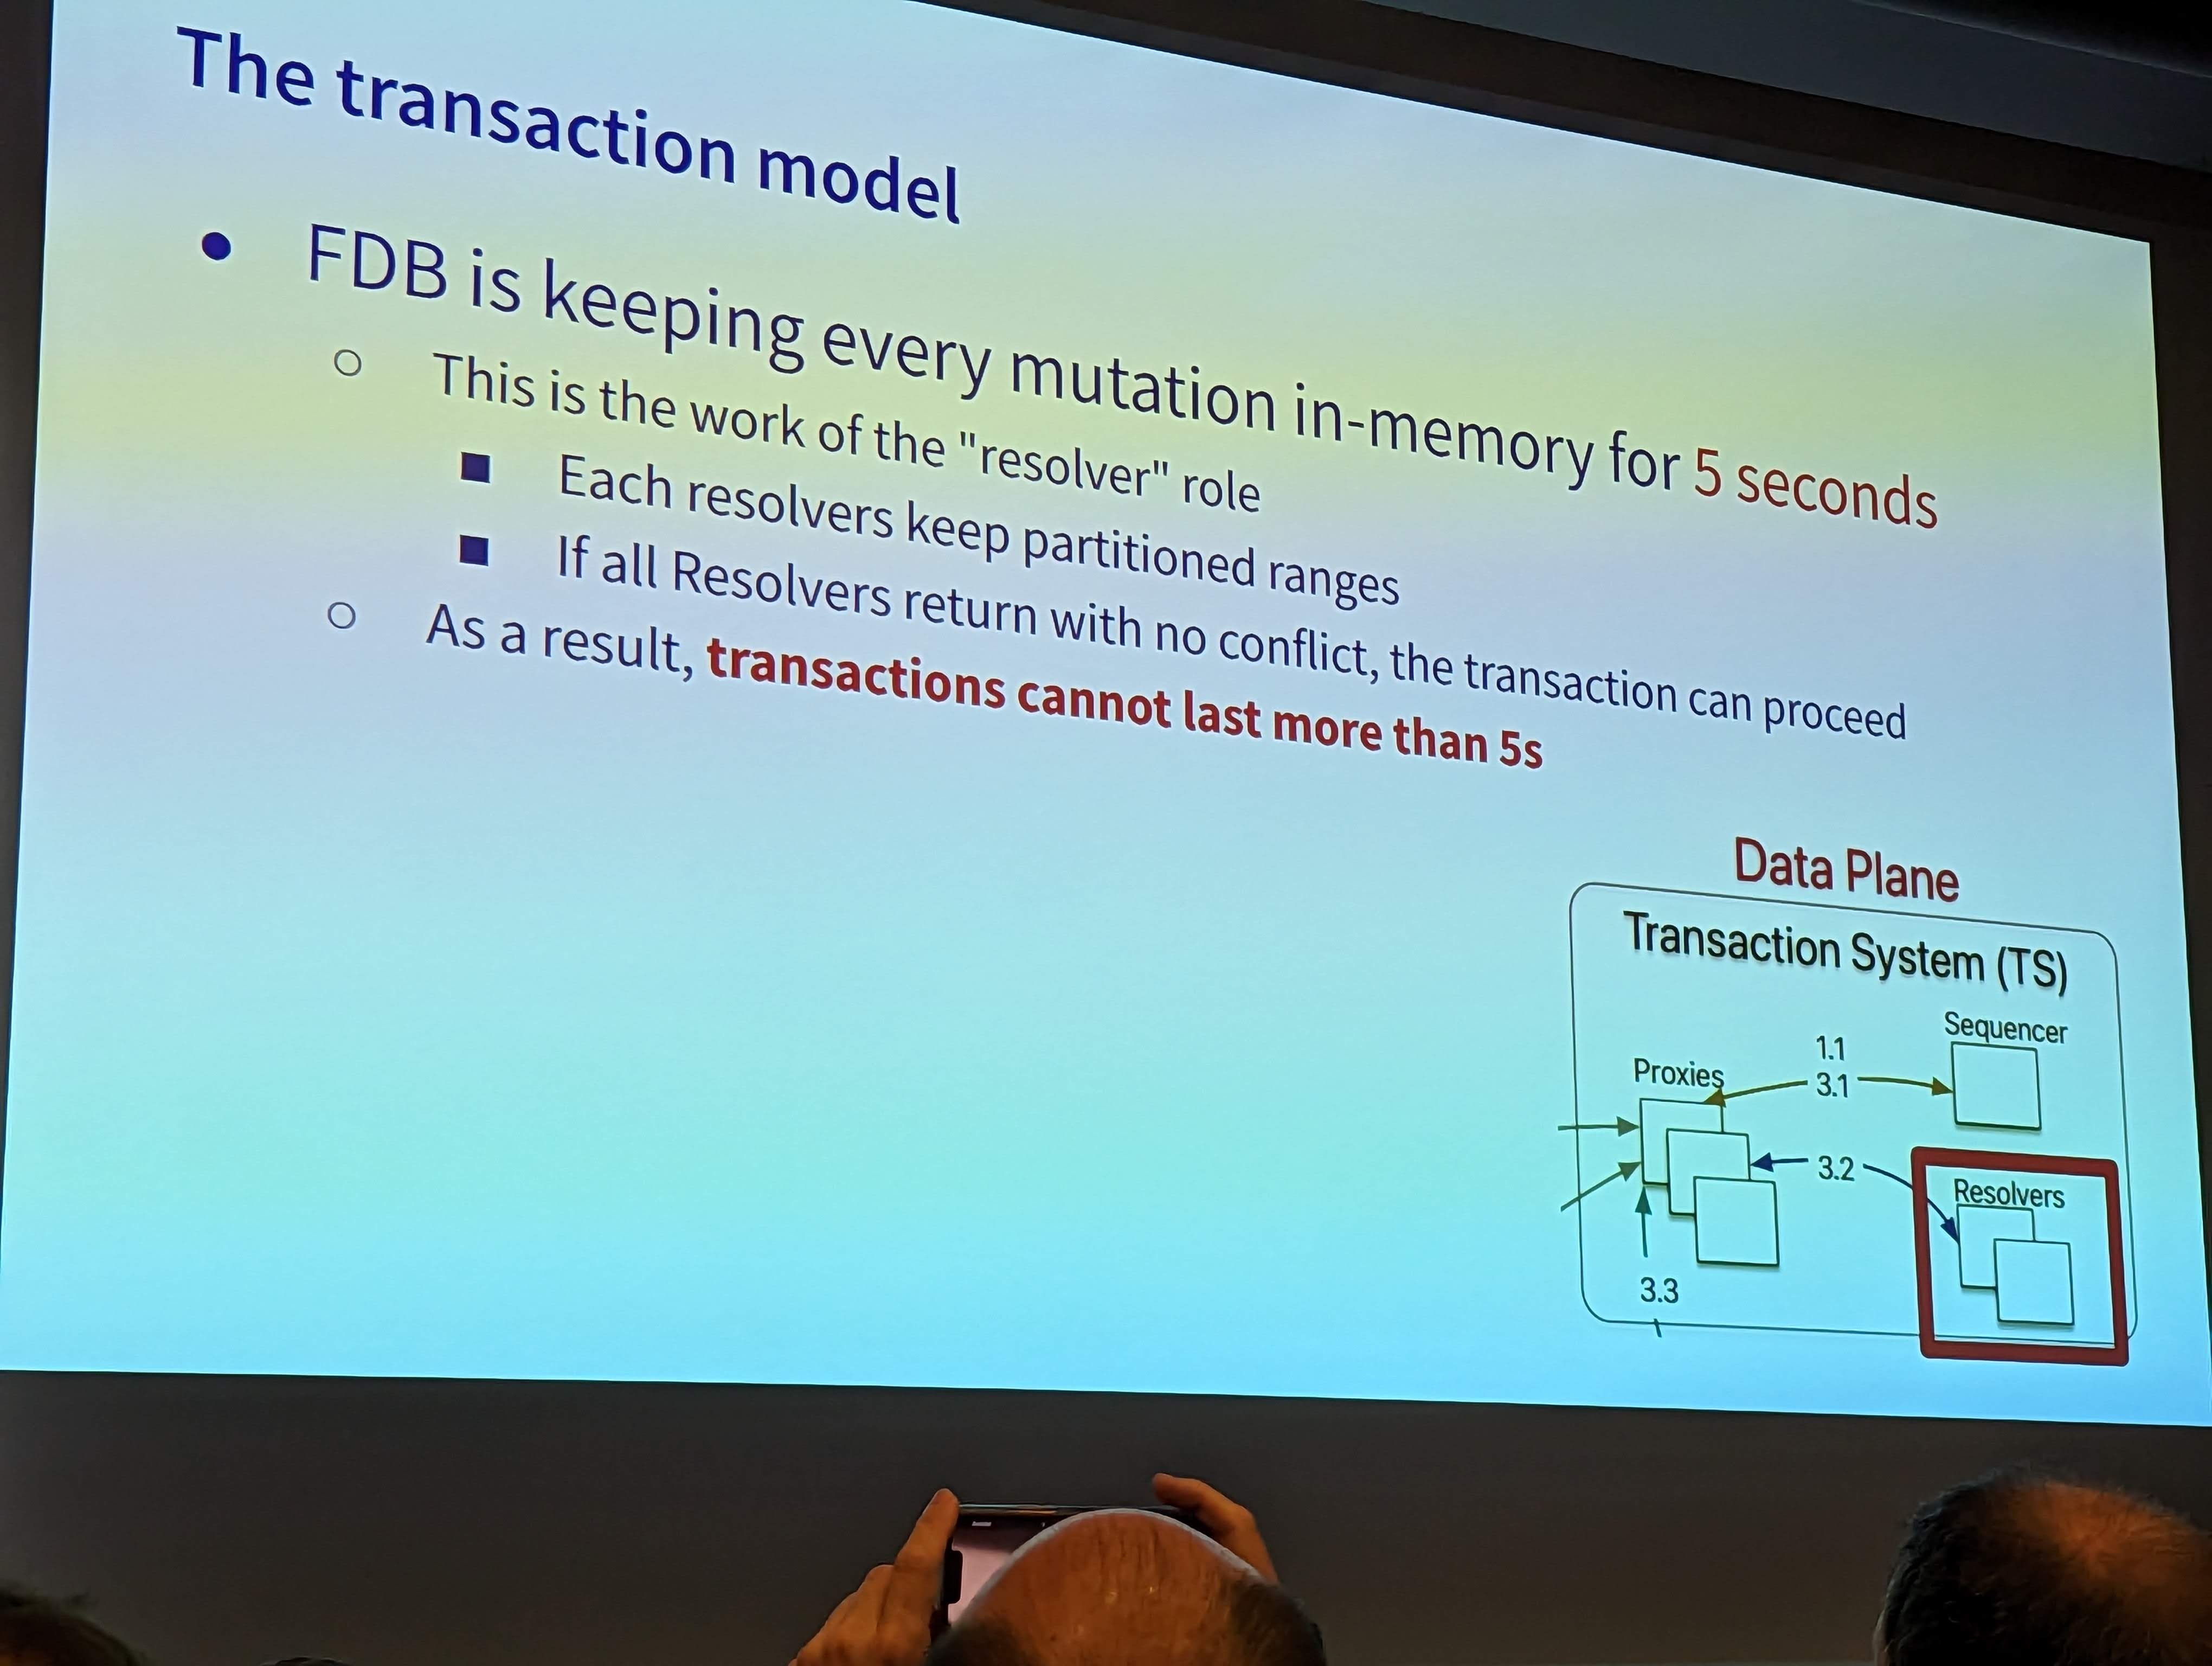 The transaction model
● FDB is keeping every mutation in-memory for 5 seconds
○ This is the work of the "resolver" role
■ Each resolvers keep partitioned ranges
■ If all Resolvers return with no conflict, the transaction can proceed
○ As a result, transactions cannot last more than 5s
Data Plane
Transaction System (TS)
Sequencer
1.1
Proxies
3.1
3.2
Resolvers
3.3